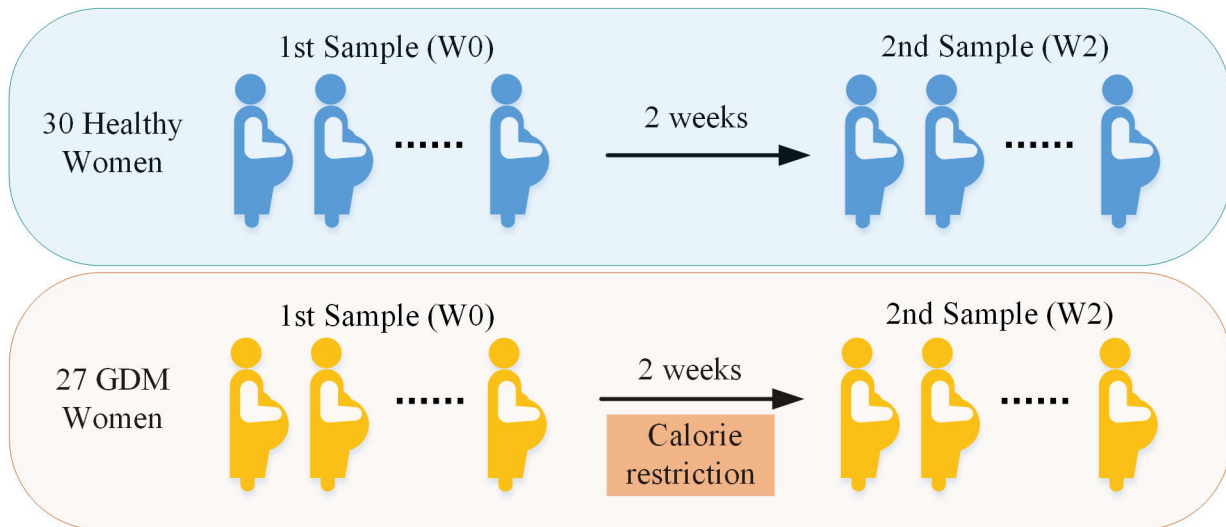 1st Sample (W0)
2nd Sample (W2)
30 Healthy
Women
......
2 weeks
......
1st Sample (W0)
2nd Sample (W2)
27 GDM
Women
......
2 weeks
......
Calorie
restriction